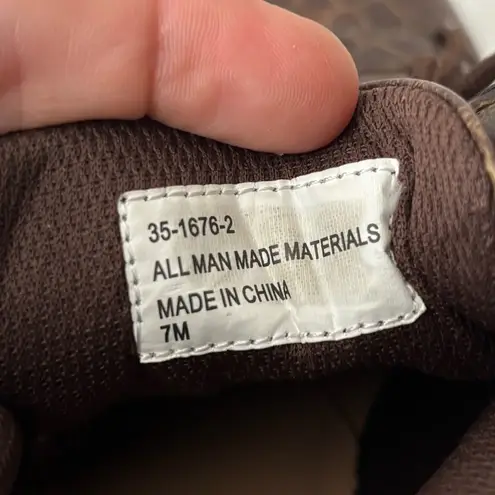 35-1676-2
ALL MAN MADE MATERIALS
MADE IN CHINA
7M